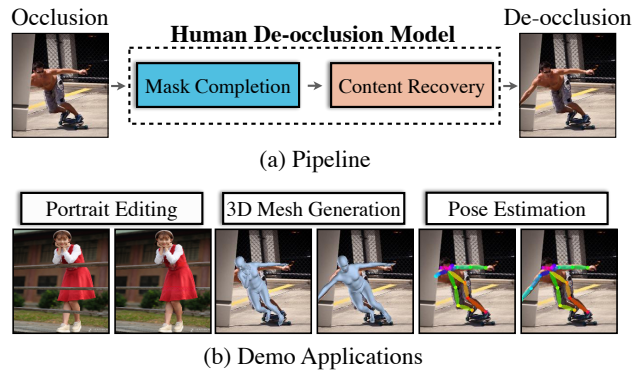 Occlusion
De-occlusion
Human De-occlusion Model
Mask Completion
Content Recovery
(a) Pipeline
Portrait Editing
3D Mesh Generation
Pose Estimation
(b) Demo Applications